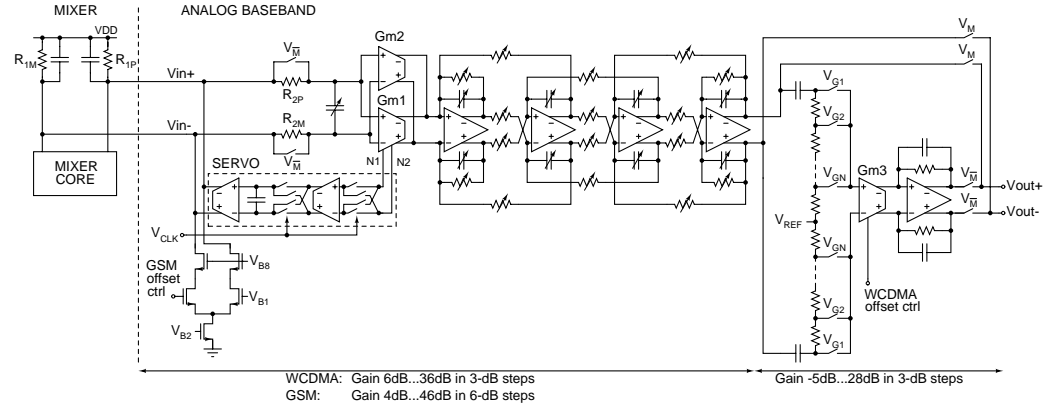 MIXER
ANALOG BASEBAND
VDD
R1M
R1P
Vin+
Vin-
MIXER
CORE
VM̅
R2P
R2M
VM̅
Gm2
Gm1
N1
N2
SERVO
VCLK
GSM
offset
ctrl
VB8
VB1
VB2
VM
VM
VG1
VG2
VGN
VREF
VGN
VG2
VG1
Gm3
WCDMA
offset ctrl
VM̅
VM̅
Vout+
Vout-
WCDMA: Gain 6dB...36dB in 3-dB steps
GSM: Gain 4dB...46dB in 6-dB steps
Gain -5dB...28dB in 3-dB steps